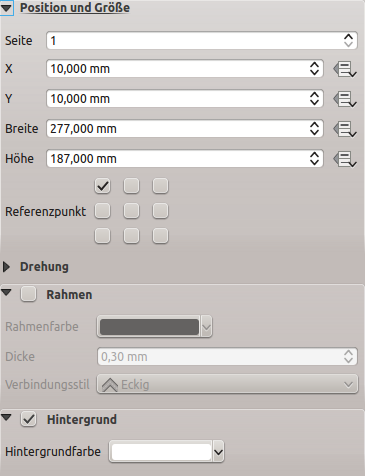 Position und Größe
Seite 1
X 10,000 mm
Y 10,000 mm
Breite 277,000 mm
Höhe 187,000 mm
Referenzpunkt
Drehung
Rahmen
Rahmenfarbe
Dicke 0,30 mm
Verbindungsstil Eckig
Hintergrund
Hintergrundfarbe